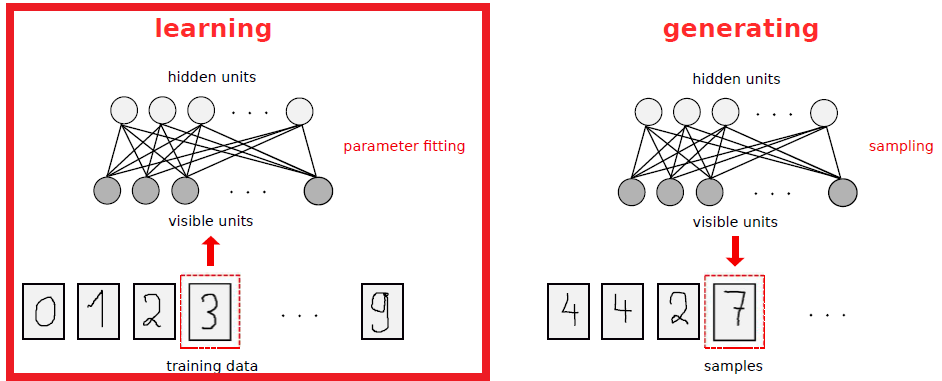 learning
hidden units
. . .
parameter fitting
. . .
visible units
0 1 2 3 . . . 9
training data
generating
hidden units
. . .
sampling
. . .
visible units
4 4 2 7 . . .
samples